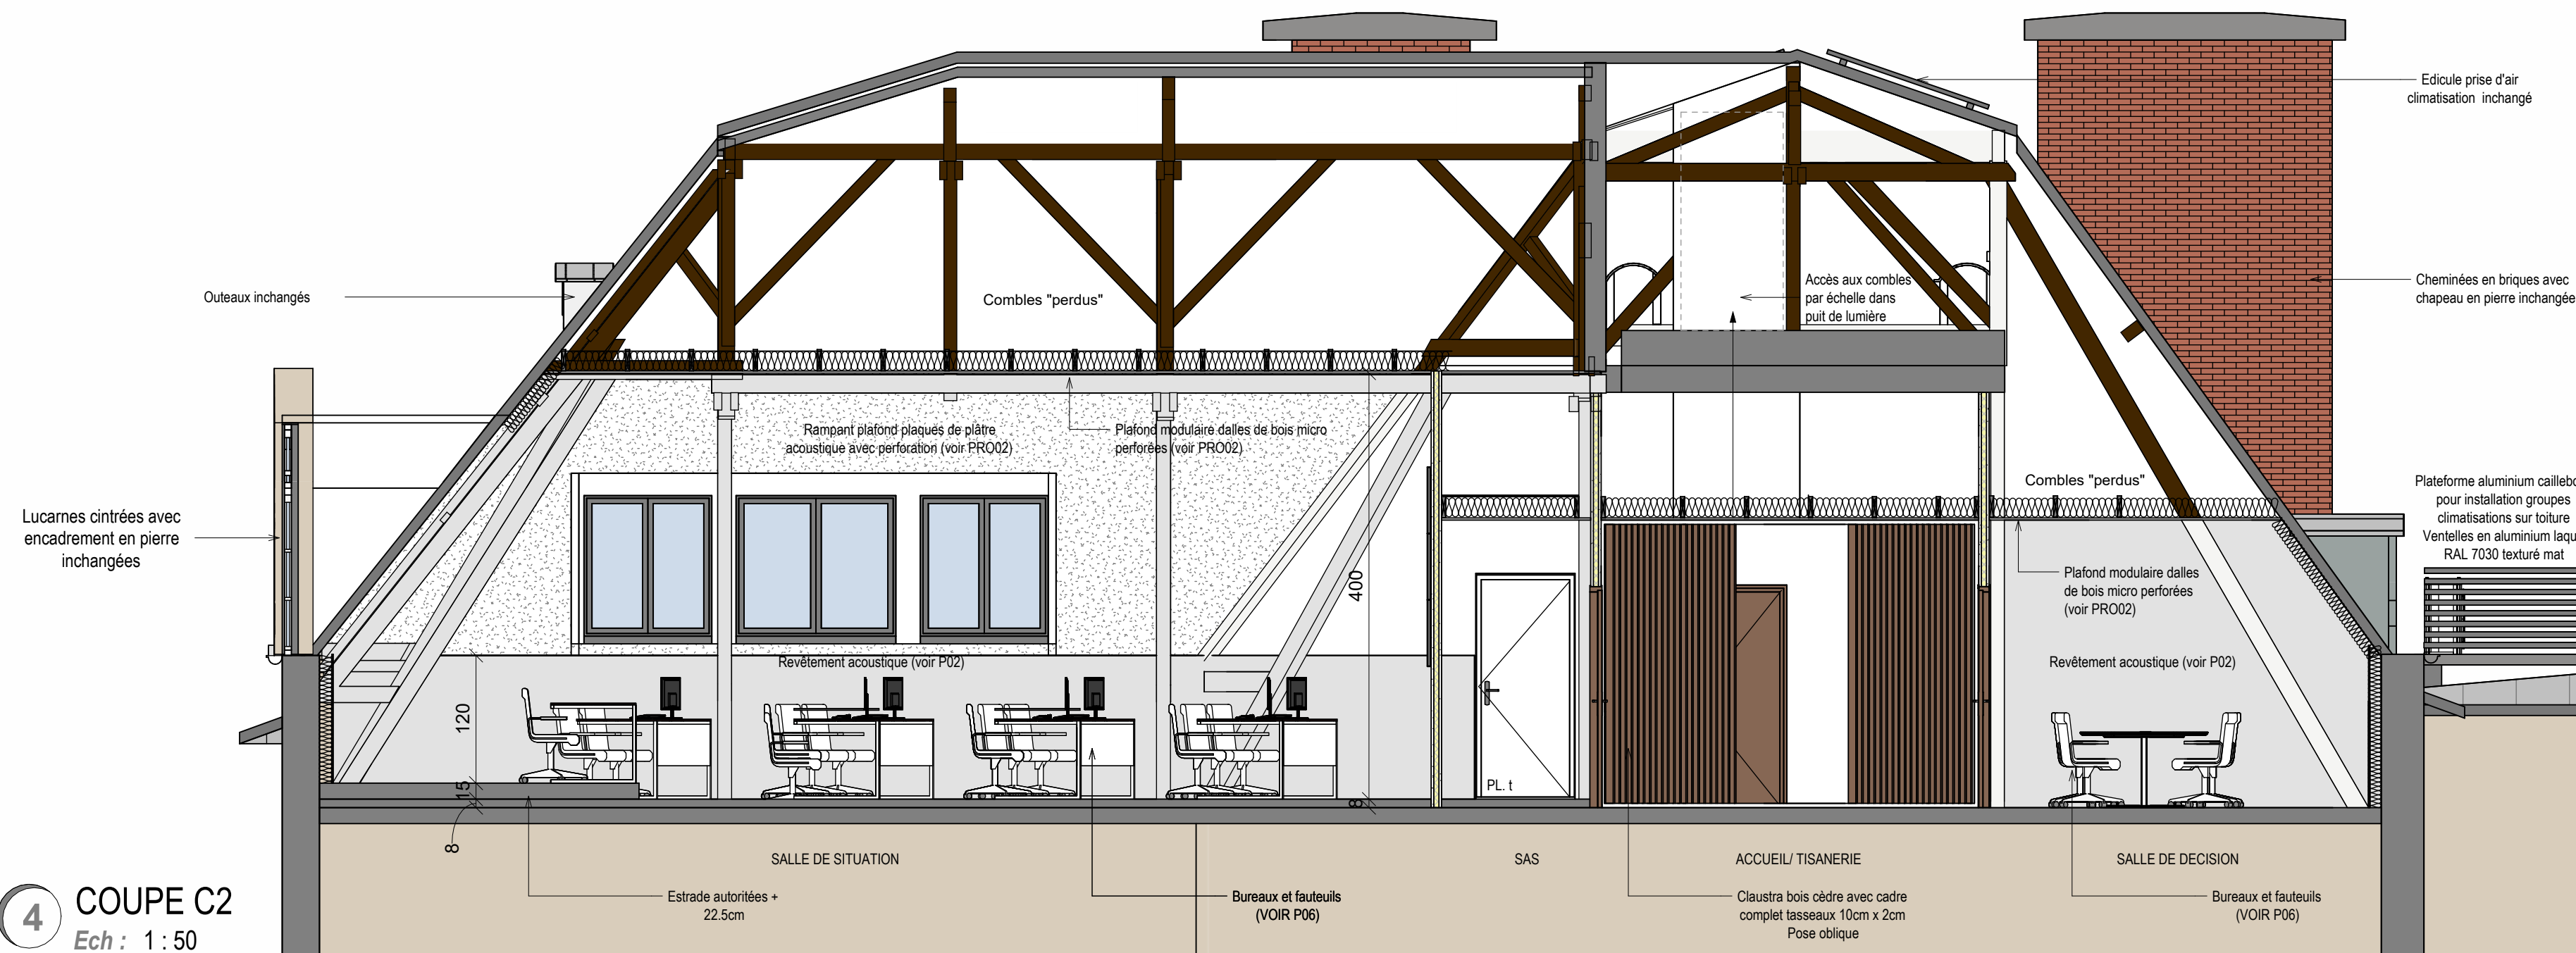 Edicule prise d'air
climatisation inchangé
Outeaux inchangés
Combles "perdus"
Accès aux combles
par échelle dans
puit de lumière
Cheminées en briques avec
chapeau en pierre inchangée
Rampant plafond plaques de plâtre
acoustique avec perforation (voir PRO02)
Plafond modulaire dalles de bois micro
perforées (voir PRO02)
Combles "perdus"
Lucarnes cintrées avec
encadrement en pierre
inchangées
Plateforme aluminium caillebo
pour installation groupes
climatisations sur toiture
Ventelles en aluminium laqu
RAL 7030 texturé mat
400
Plafond modulaire dalles
de bois micro perforées
(voir PRO02)
Revêtement acoustique (voir P02)
Revêtement acoustique (voir P02)
120
15
8
8
PL. t
SALLE DE SITUATION
SAS
ACCUEIL/ TISANERIE
SALLE DE DECISION
Estrade autoritées +
22.5cm
Bureaux et fauteuils
(VOIR P06)
Claustra bois cèdre avec cadre
complet tasseaux 10cm x 2cm
Pose oblique
Bureaux et fauteuils
(VOIR P06)
4
COUPE C2
Ech : 1 : 50